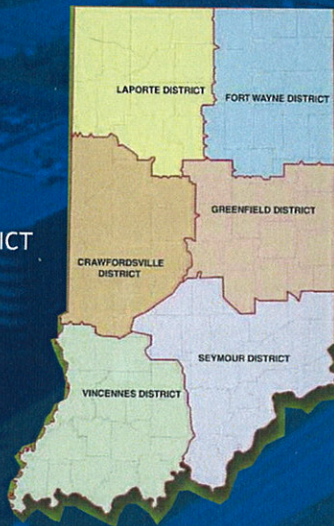 LAPORTE DISTRICT
FORT WAYNE DISTRICT
GREENFIELD DISTRICT
ICT
CRAWFORDSVILLE
DISTRICT
SEYMOUR DISTRICT
VINCENNES DISTRICT